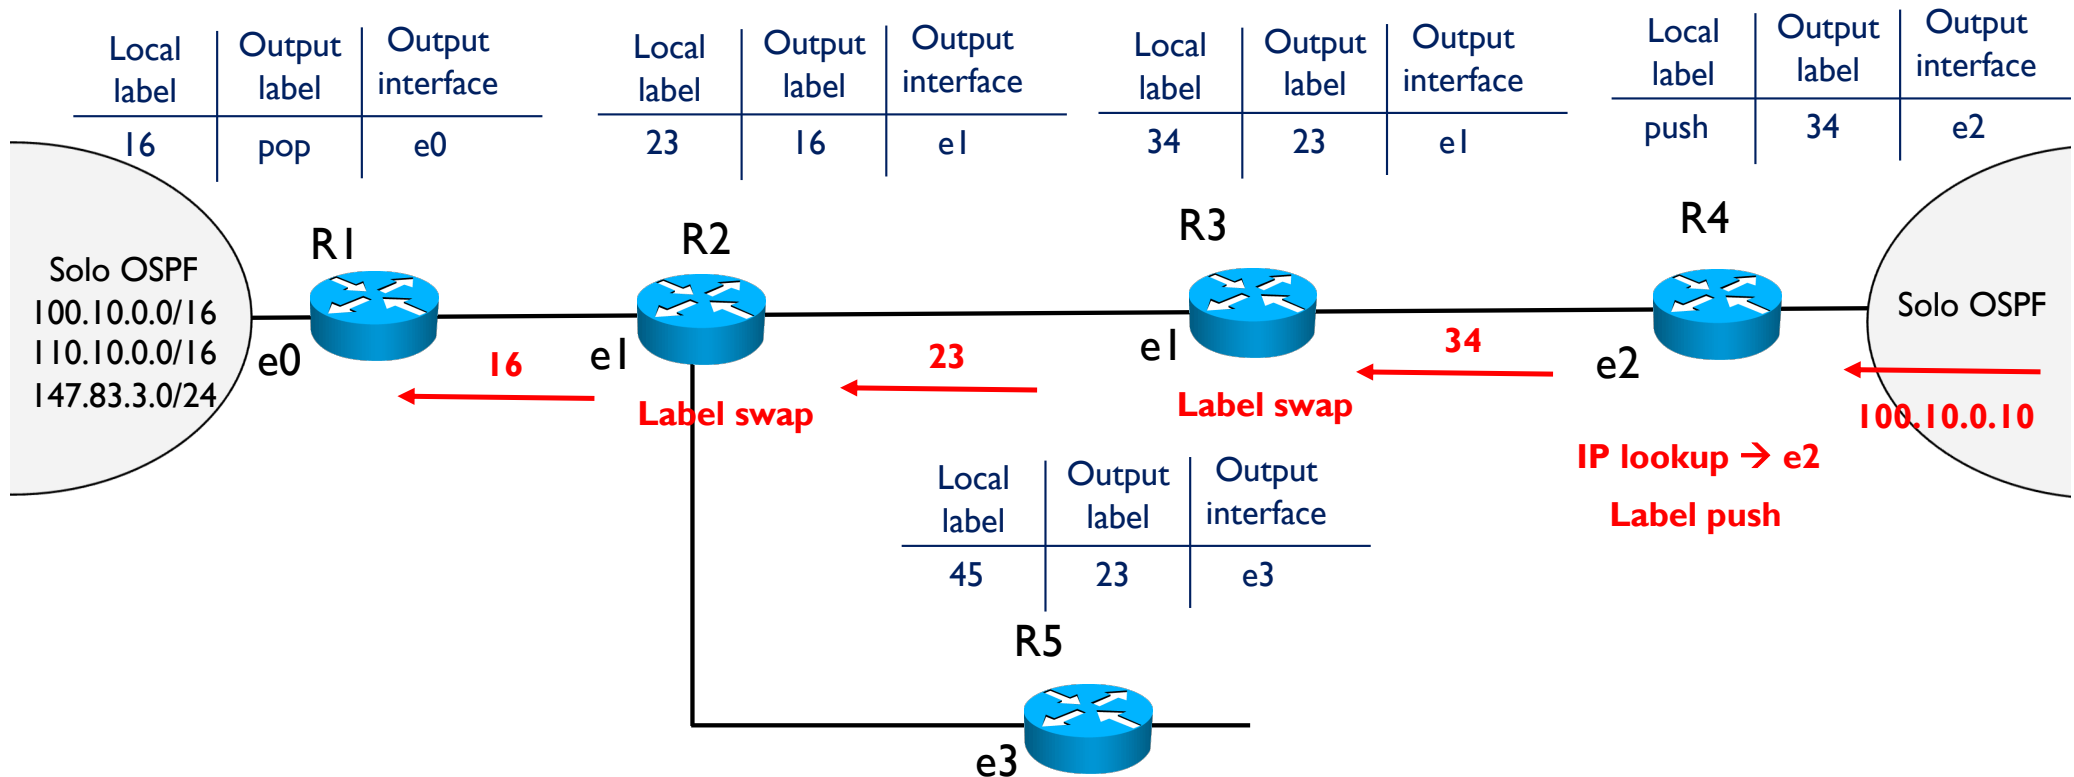 Local Output Output
label label interface
16 pop e0
Local Output Output
label label interface
23 16 e1
Local Output Output
label label interface
34 23 e1
Local Output Output
label label interface
push 34 e2
R1
R2
R3
R4
Solo OSPF
100.10.0.0/16
110.10.0.0/16
147.83.3.0/24
e0
16
e1
Label swap
23
e1
Label swap
34
e2
Solo OSPF
100.10.0.10
IP lookup → e2
Label push
Local Output Output
label label interface
45 23 e3
R5
e3